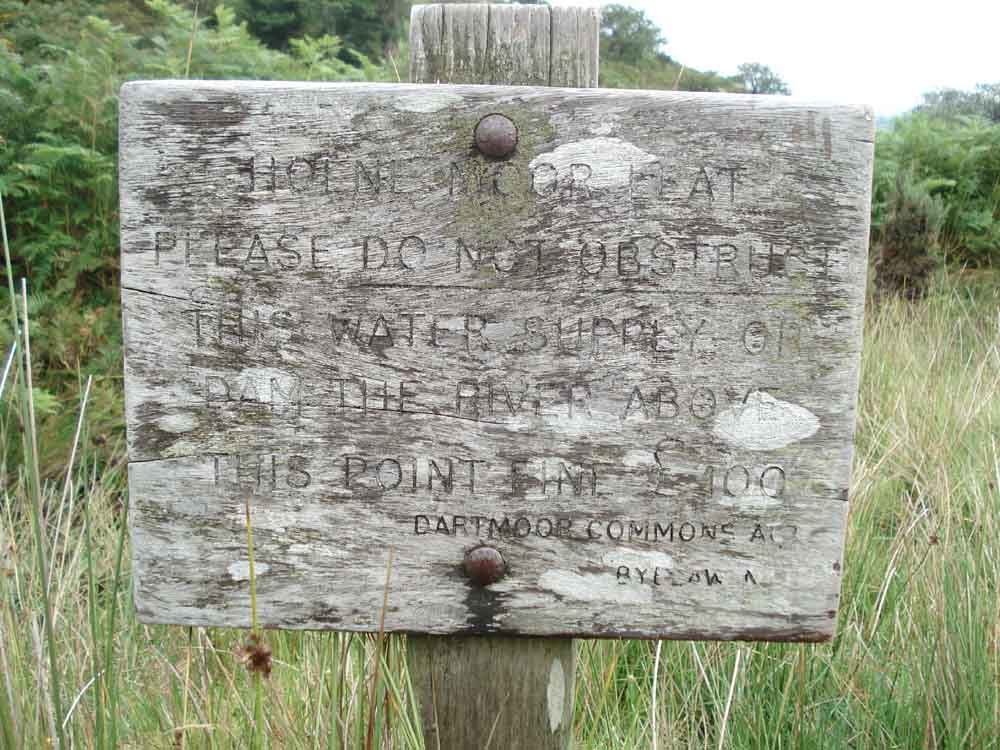 HOLNE MOOR LEAT
PLEASE DO NOT OBSTRUCT
THIS WATER SUPPLY OR
DAM THE RIVER ABOVE
THIS POINT FINE £100
DARTMOOR COMMONS ACT
BYELAW